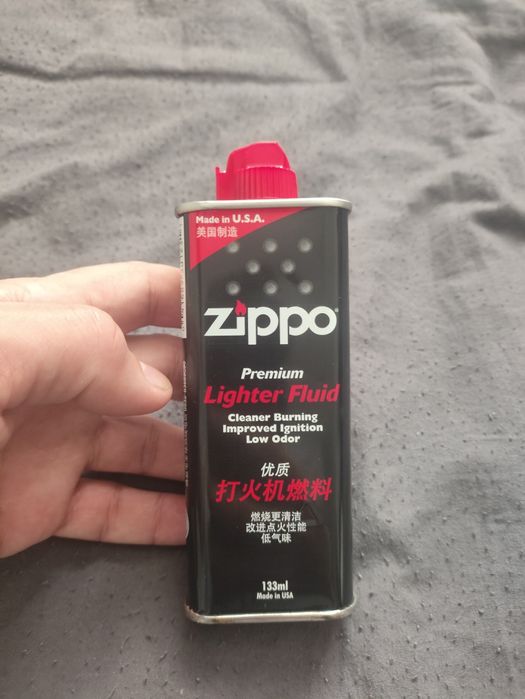 Made in U.S.A.
美国制造
zippo®
Premium
Lighter Fluid
Cleaner Burning
Improved Ignition
Low Odor
优质
打火机燃料
燃烧更清洁
改进点火性能
低气味
133ml
Made in USA